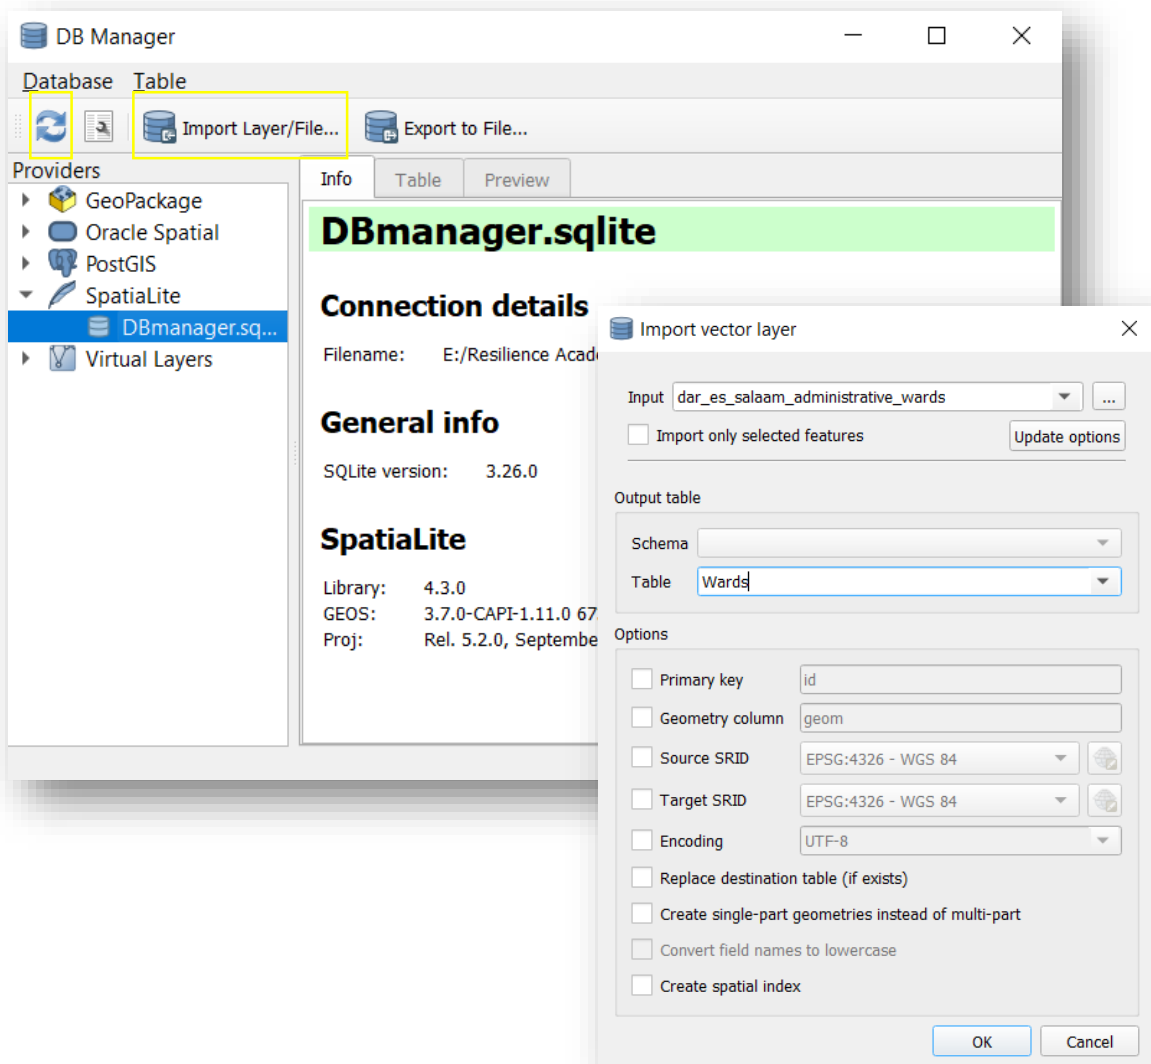 DB Manager
Database Table
Import Layer/File... Export to File...
Providers
GeoPackage
Oracle Spatial
PostGIS
SpatiaLite
DBmanager.sq...
Virtual Layers
Info Table Preview
DBmanager.sqlite
Connection details
Filename: E:/Resilience Acade
General info
SQLite version: 3.26.0
SpatiaLite
Library: 4.3.0
GEOS: 3.7.0-CAPI-1.11.0 67
Proj: Rel. 5.2.0, Septembe
Import vector layer
Input dar_es_salaam_administrative_wards ...
Import only selected features Update options
Output table
Schema
Table Wards
Options
Primary key id
Geometry column geom
Source SRID EPSG:4326 - WGS 84
Target SRID EPSG:4326 - WGS 84
Encoding UTF-8
Replace destination table (if exists)
Create single-part geometries instead of multi-part
Convert field names to lowercase
Create spatial index
OK Cancel